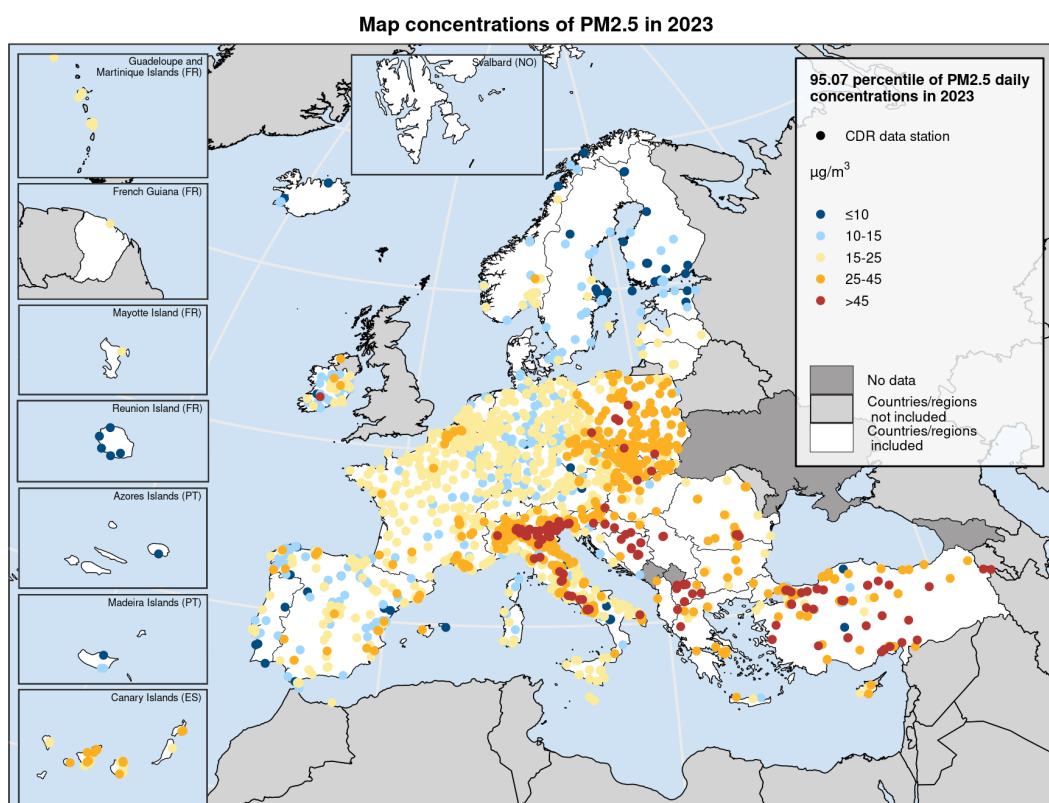 Map concentrations of PM2.5 in 2023
Guadeloupe and
Martinique Islands (FR)
Svalbard (NO)
French Guiana (FR)
Mayotte Island (FR)
Reunion Island (FR)
Azores Islands (PT)
Madeira Islands (PT)
Canary Islands (ES)
95.07 percentile of PM2.5 daily
concentrations in 2023
CDR data station
µg/m³
≤10
10-15
15-25
25-45
>45
No data
Countries/regions
not included
Countries/regions
included